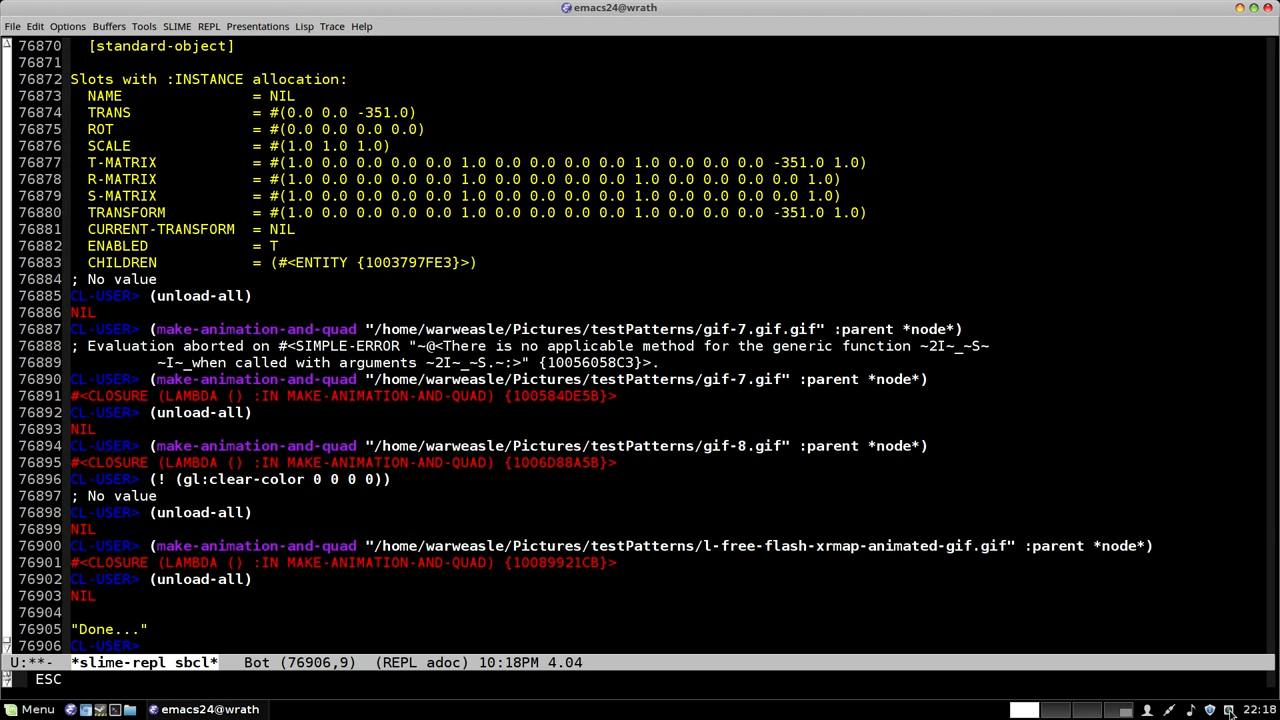 emacs24@wrath
File Edit Options Buffers Tools SLIME REPL Presentations Lisp Trace Help
76870 [standard-object]
76871
76872 Slots with :INSTANCE allocation:
76873 NAME = NIL
76874 TRANS = #(0.0 0.0 -351.0)
76875 ROT = #(0.0 0.0 0.0 0.0)
76876 SCALE = #(1.0 1.0 1.0)
76877 T-MATRIX = #(1.0 0.0 0.0 0.0 0.0 1.0 0.0 0.0 0.0 0.0 1.0 0.0 0.0 0.0 -351.0 1.0)
76878 R-MATRIX = #(1.0 0.0 0.0 0.0 0.0 1.0 0.0 0.0 0.0 0.0 1.0 0.0 0.0 0.0 0.0 1.0)
76879 S-MATRIX = #(1.0 0.0 0.0 0.0 0.0 1.0 0.0 0.0 0.0 0.0 1.0 0.0 0.0 0.0 0.0 1.0)
76880 TRANSFORM = #(1.0 0.0 0.0 0.0 0.0 1.0 0.0 0.0 0.0 0.0 1.0 0.0 0.0 0.0 -351.0 1.0)
76881 CURRENT-TRANSFORM = NIL
76882 ENABLED = T
76883 CHILDREN = (#<ENTITY {1003797FE3}>)
76884 ; No value
76885 CL-USER> (unload-all)
76886 NIL
76887 CL-USER> (make-animation-and-quad "/home/warweasle/Pictures/testPatterns/gif-7.gif.gif" :parent *node*)
76888 ; Evaluation aborted on #<SIMPLE-ERROR "~@<There is no applicable method for the generic function ~2I~_~S~
76889 ~I~_when called with arguments ~2I~_~S.~:>" {10056058C3}>.
76890 CL-USER> (make-animation-and-quad "/home/warweasle/Pictures/testPatterns/gif-7.gif" :parent *node*)
76891 #<CLOSURE (LAMBDA () :IN MAKE-ANIMATION-AND-QUAD) {100584DE5B}>
76892 CL-USER> (unload-all)
76893 NIL
76894 CL-USER> (make-animation-and-quad "/home/warweasle/Pictures/testPatterns/gif-8.gif" :parent *node*)
76895 #<CLOSURE (LAMBDA () :IN MAKE-ANIMATION-AND-QUAD) {1006D88A5B}>
76896 CL-USER> (! (gl:clear-color 0 0 0 0))
76897 ; No value
76898 CL-USER> (unload-all)
76899 NIL
76900 CL-USER> (make-animation-and-quad "/home/warweasle/Pictures/testPatterns/l-free-flash-xrmap-animated-gif.gif" :parent *node*)
76901 #<CLOSURE (LAMBDA () :IN MAKE-ANIMATION-AND-QUAD) {10089921CB}>
76902 CL-USER> (unload-all)
76903 NIL
76904
76905 "Done..."
76906 CL-USER>
U:**- *slime-repl sbcl* Bot (76906,9) (REPL adoc) 10:18PM 4.04
ESC
Menu emacs24@wrath 22:18